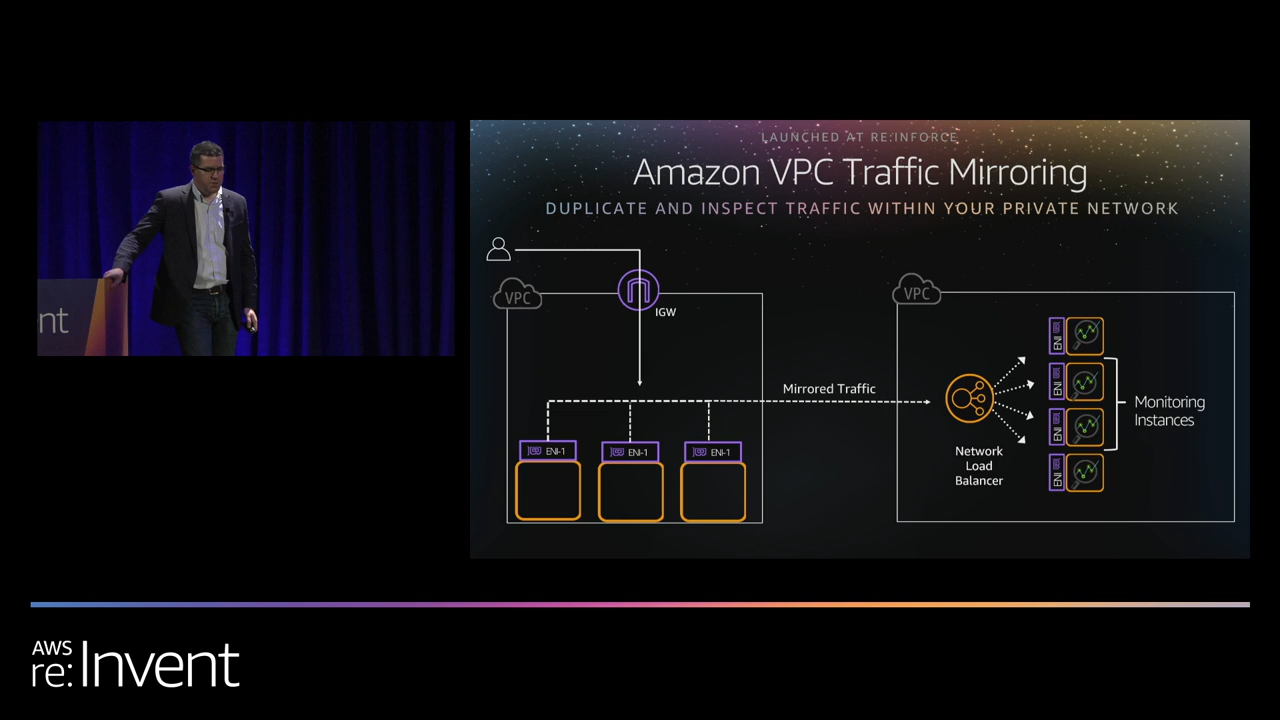 LAUNCHED AT RE:INFORCE
Amazon VPC Traffic Mirroring
DUPLICATE AND INSPECT TRAFFIC WITHIN YOUR PRIVATE NETWORK
VPC
IGW
ENI-1
ENI-1
ENI-1
Mirrored Traffic
VPC
Network
Load
Balancer
ENI
ENI
ENI
ENI
Monitoring
Instances
nt
AWS
re:Invent